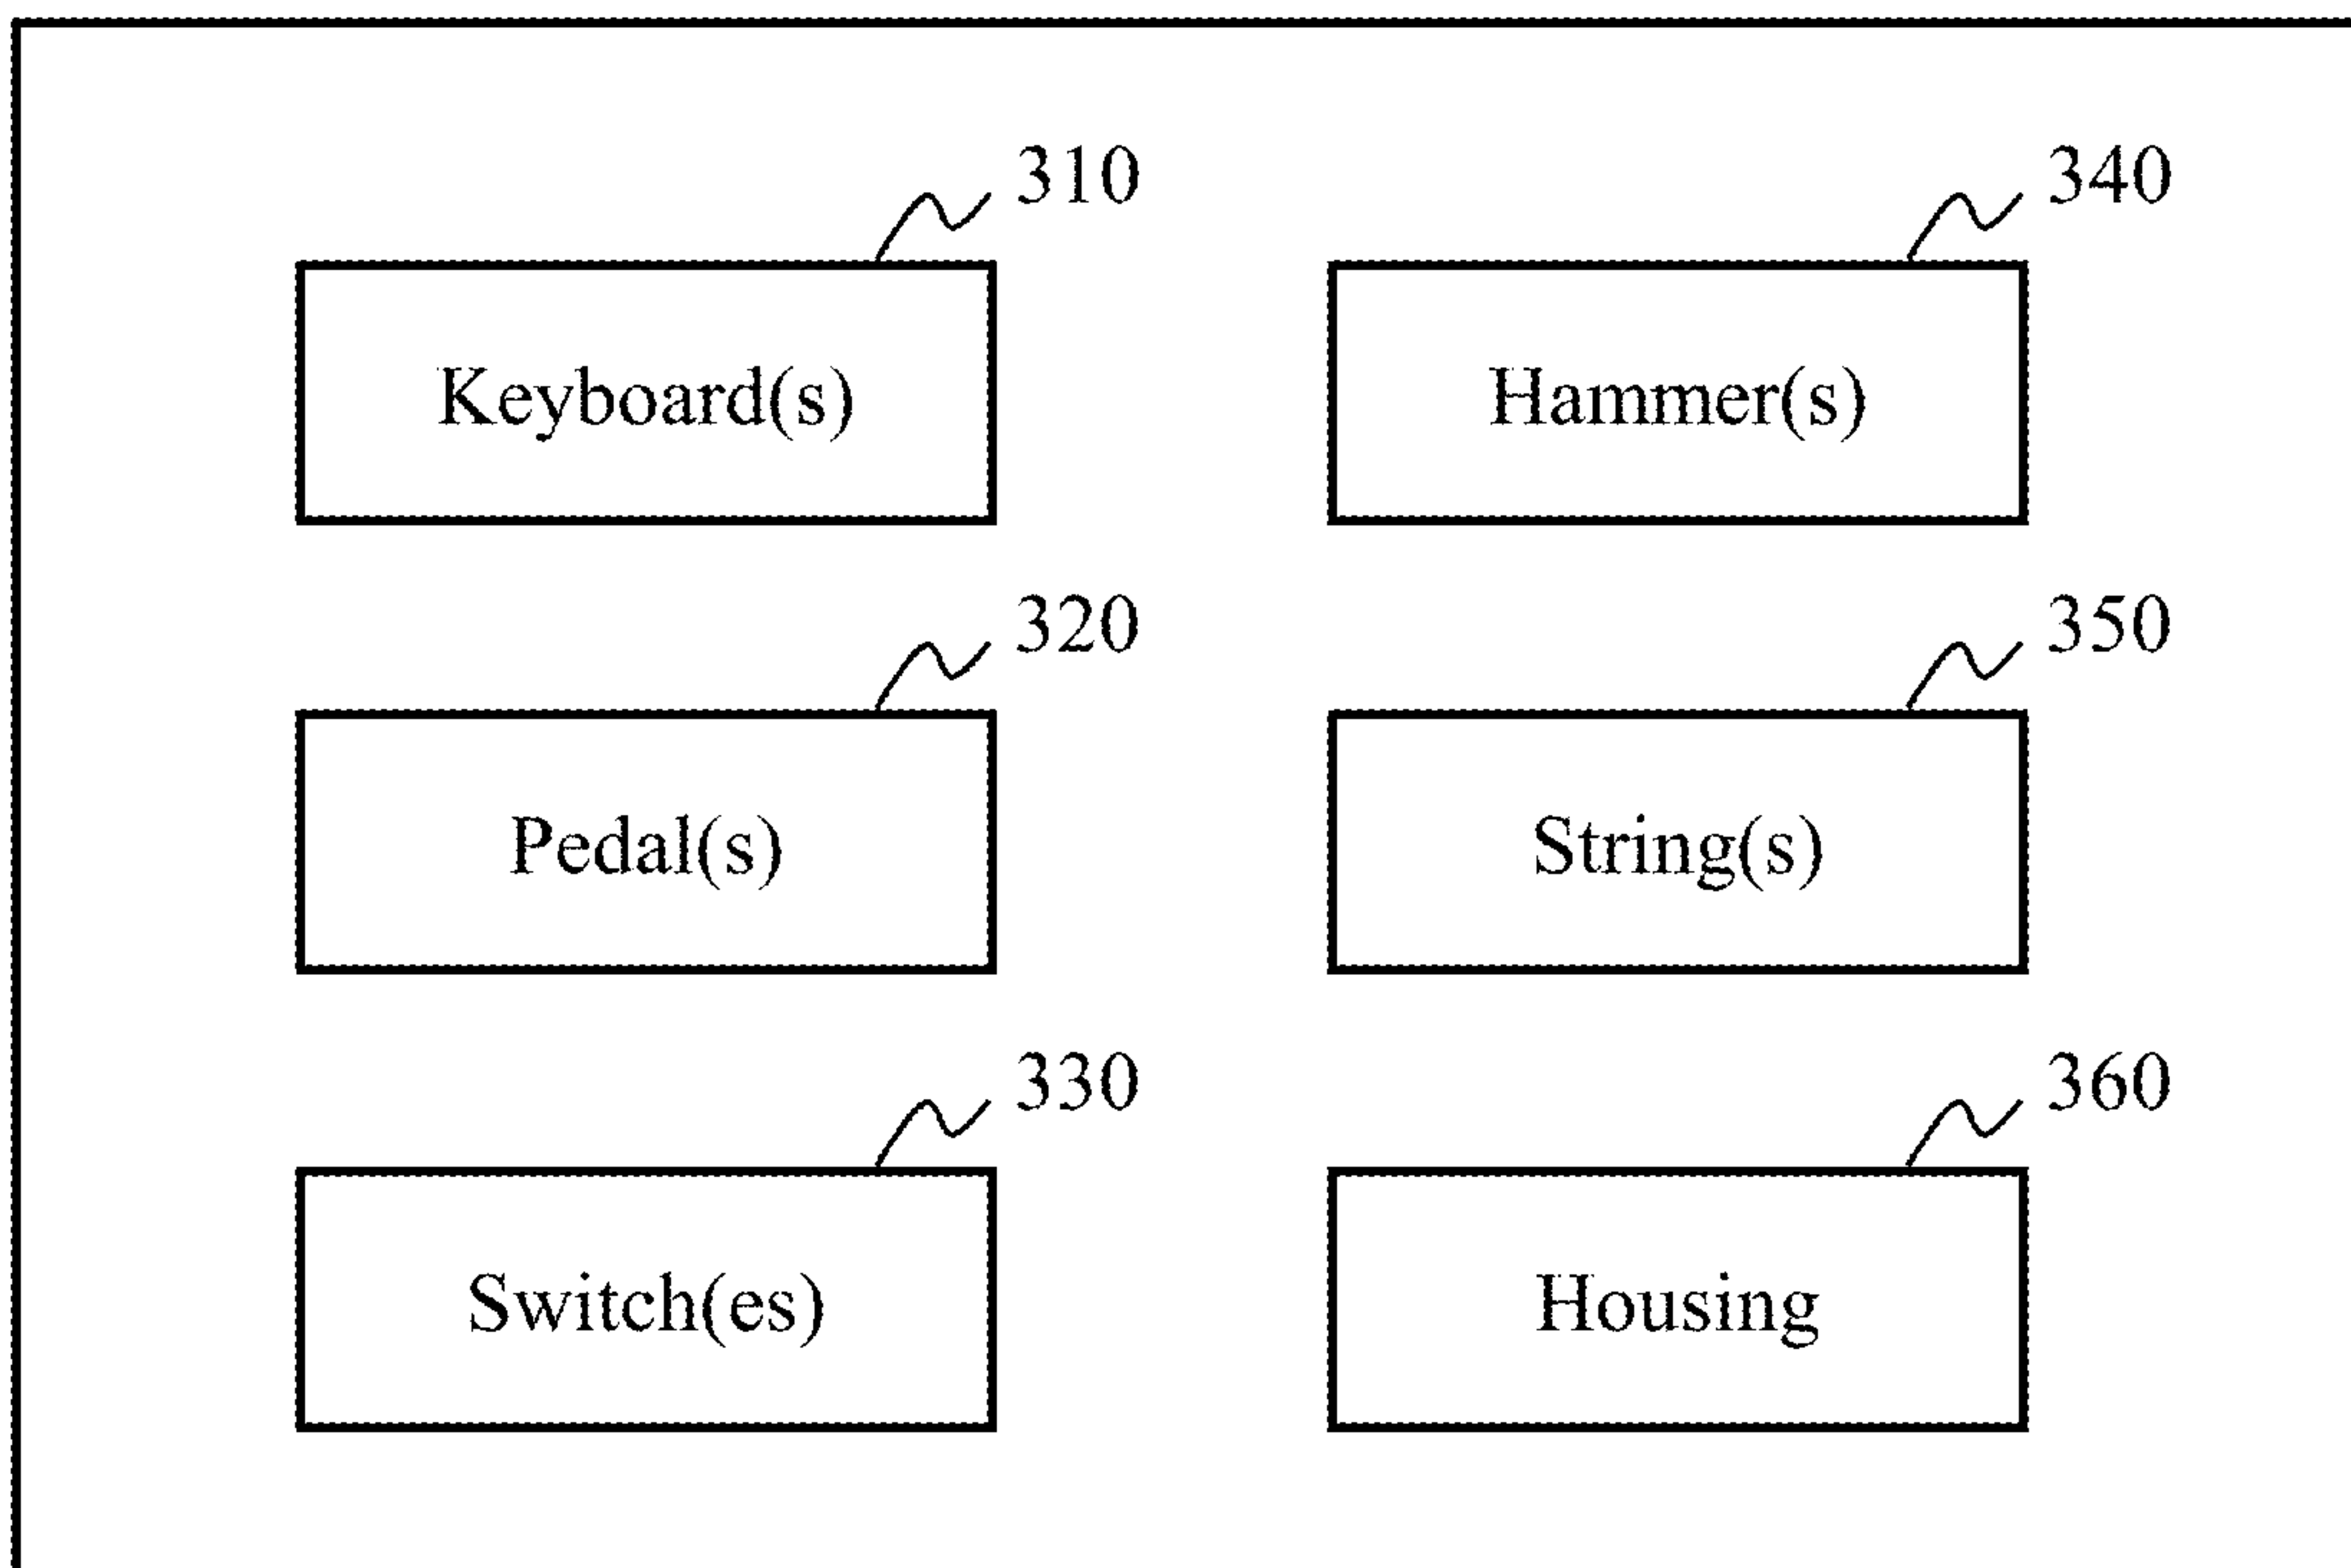 310
Keyboard(s)
340
Hammer(s)
320
Pedal(s)
350
String(s)
330
Switch(es)
360
Housing